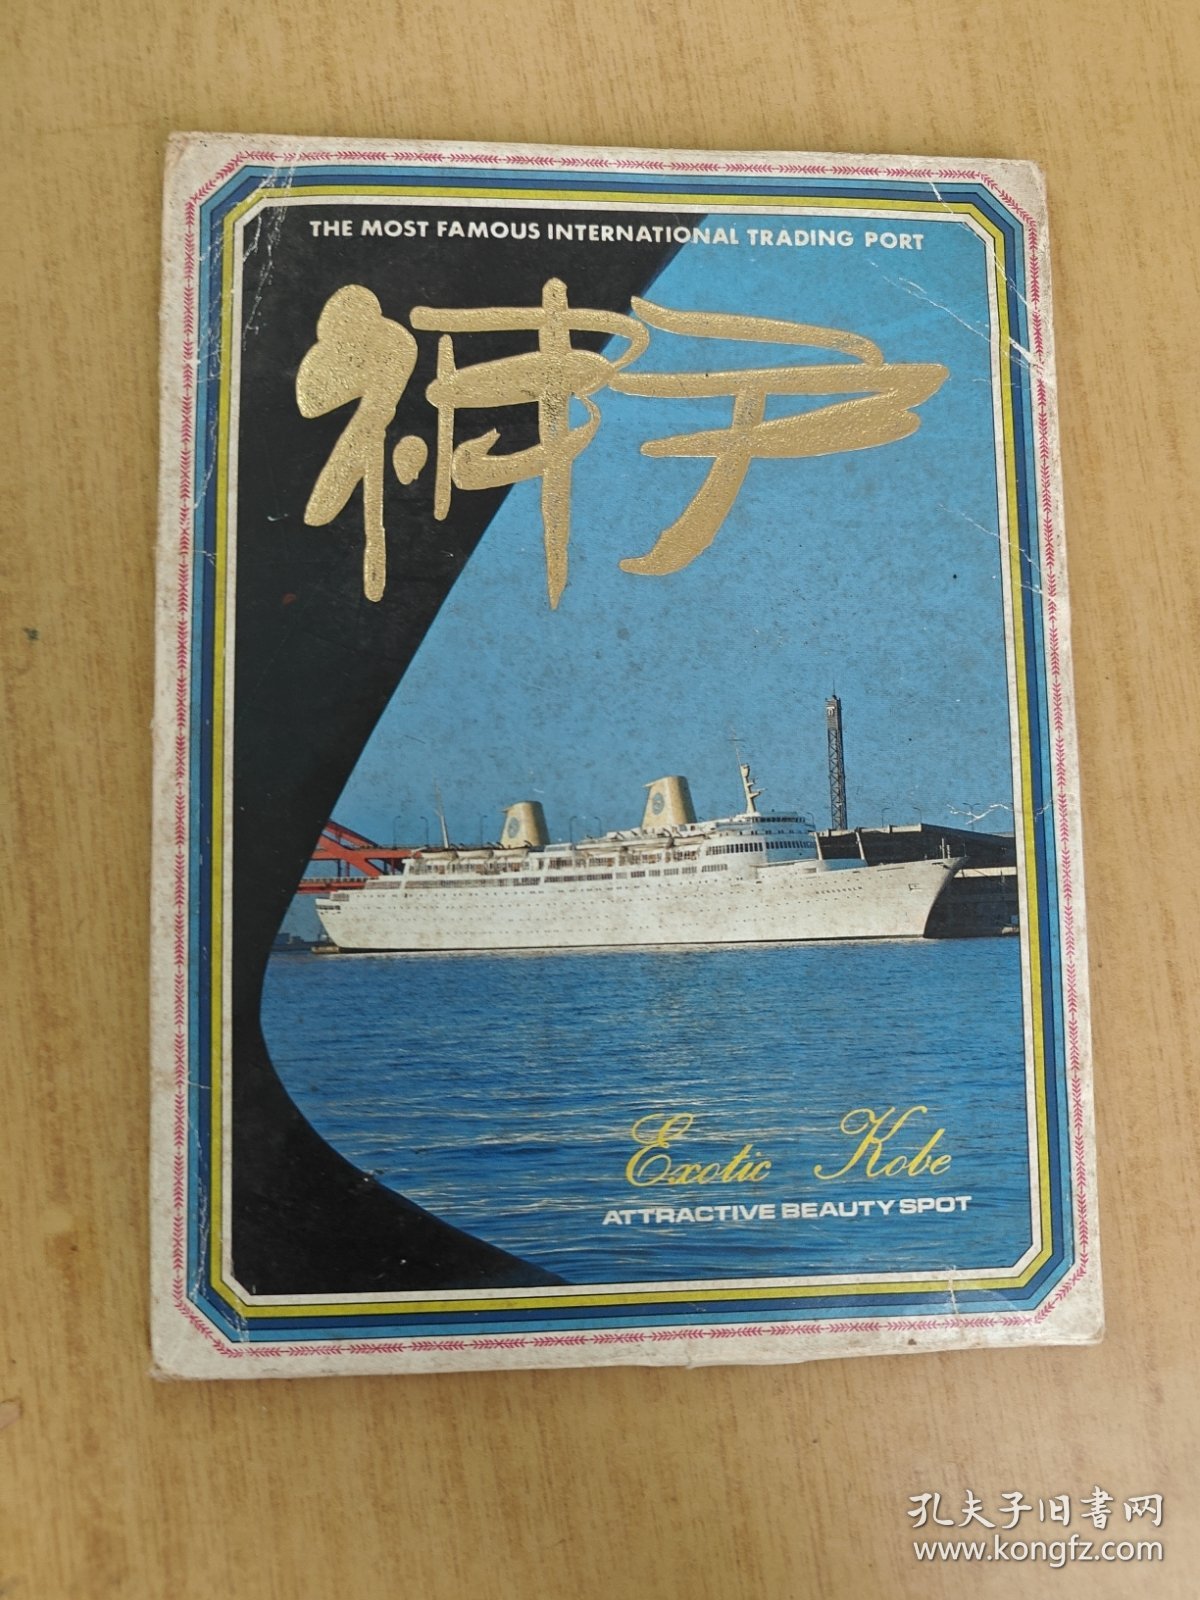 THE MOST FAMOUS INTERNATIONAL TRADING PORT
神戸
Exotic Kobe
ATTRACTIVE BEAUTY SPOT
孔夫子旧书网
www.kongfz.com